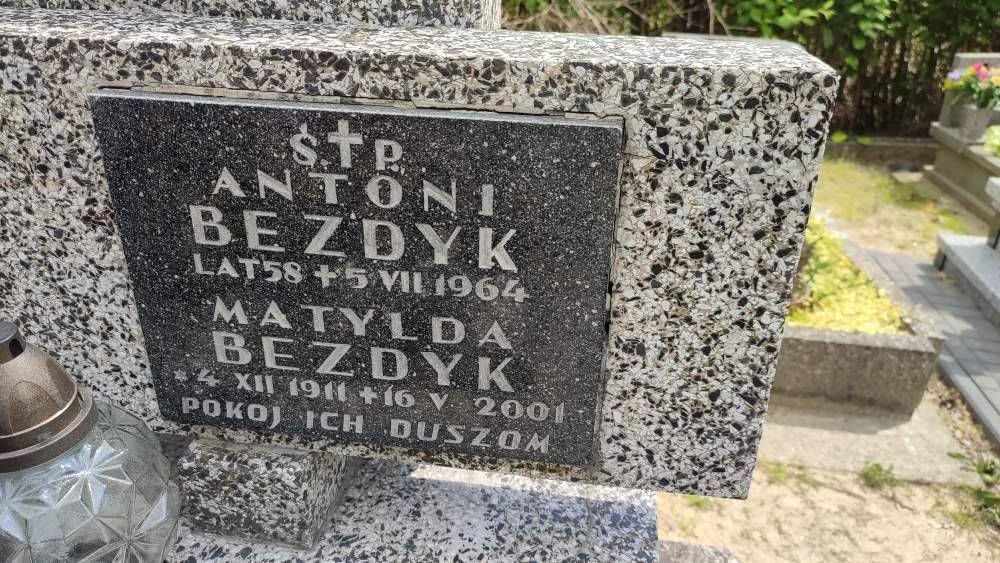 Ś.†P.
ANTONI
BEZDYK
LAT 58 + 5 VII 1964
MATYLDA
BEZDYK
* 4 XII 1911 + 16 V 2001
POKOJ ICH DUSZOM